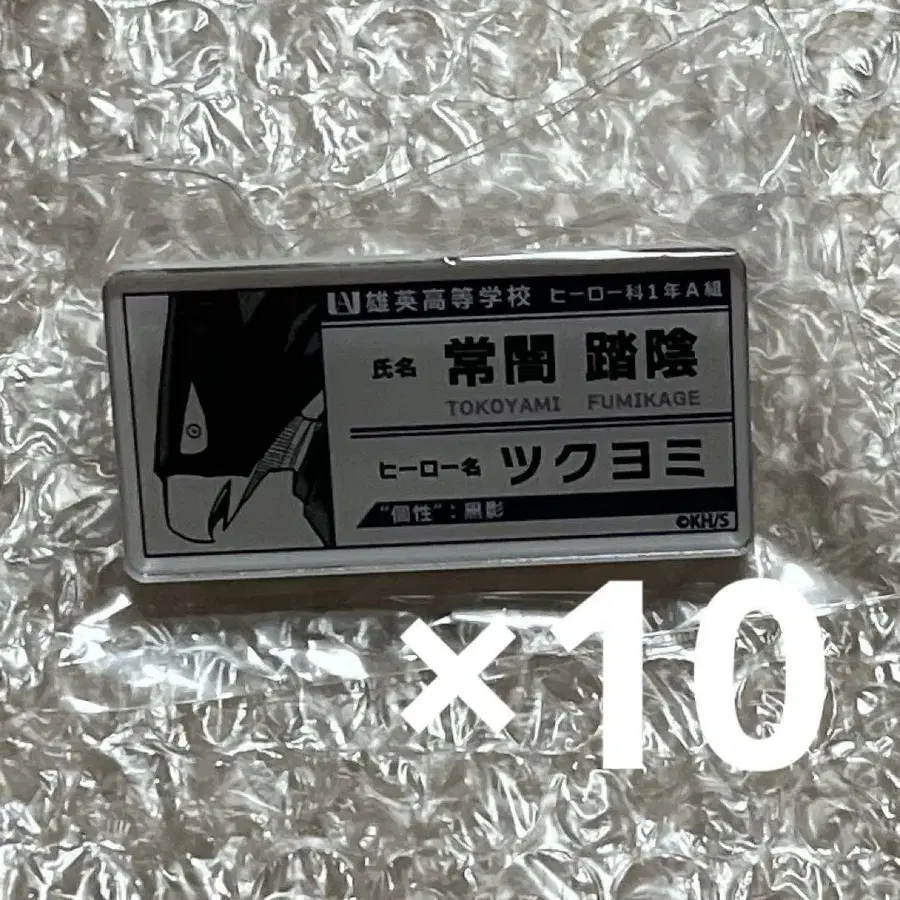 UA 雄英高等学校 ヒーロー科1年A組
氏名 常闇 踏陰
TOKOYAMI FUMIKAGE
ヒーロー名 ツクヨミ
"個性"：黒影
©KH/S
×10